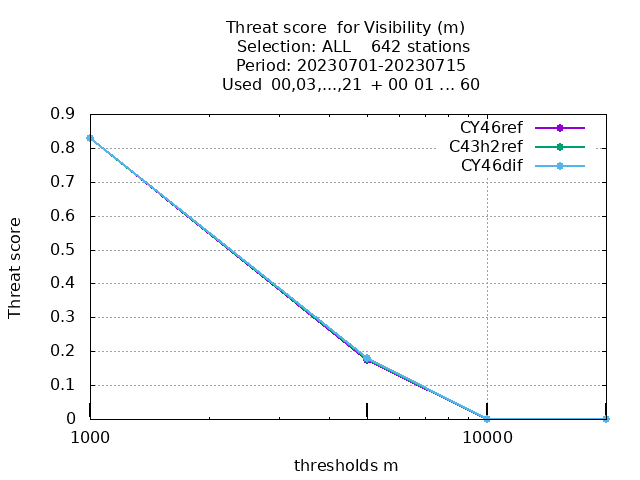 Threat score  for Visibility (m)
Selection: ALL    642 stations
Period: 20230701-20230715
Used  00,03,...,21  + 00 01 ... 60
CY46ref
C43h2ref
CY46dif
0.9
0.8
0.7
0.6
0.5
0.4
0.3
0.2
0.1
0
Threat score
1000 10000
thresholds m